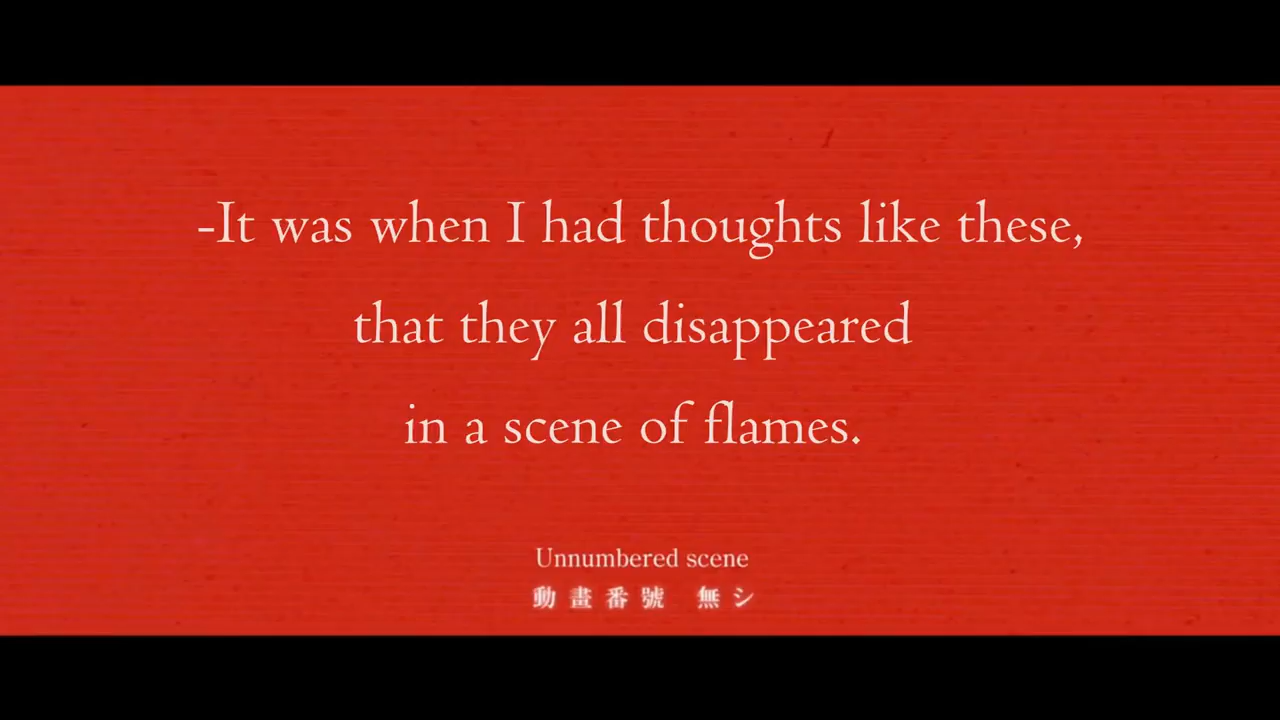 -It was when I had thoughts like these,
that they all disappeared
in a scene of flames.
Unnumbered scene
動畫番號 無シ